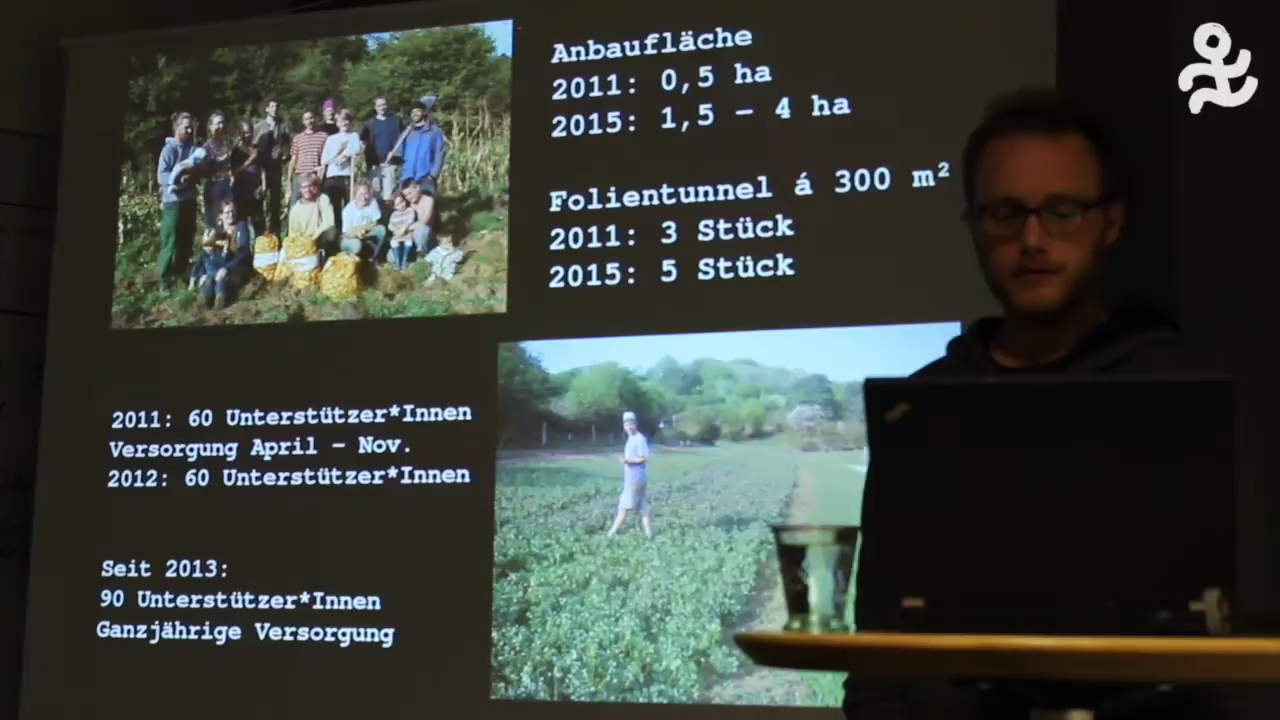 Anbaufläche
2011: 0,5 ha
2015: 1,5 - 4 ha
Folientunnel á 300 m²
2011: 3 Stück
2015: 5 Stück
2011: 60 Unterstützer*Innen
Versorgung April - Nov.
2012: 60 Unterstützer*Innen
Seit 2013:
90 Unterstützer*Innen
Ganzjährige Versorgung